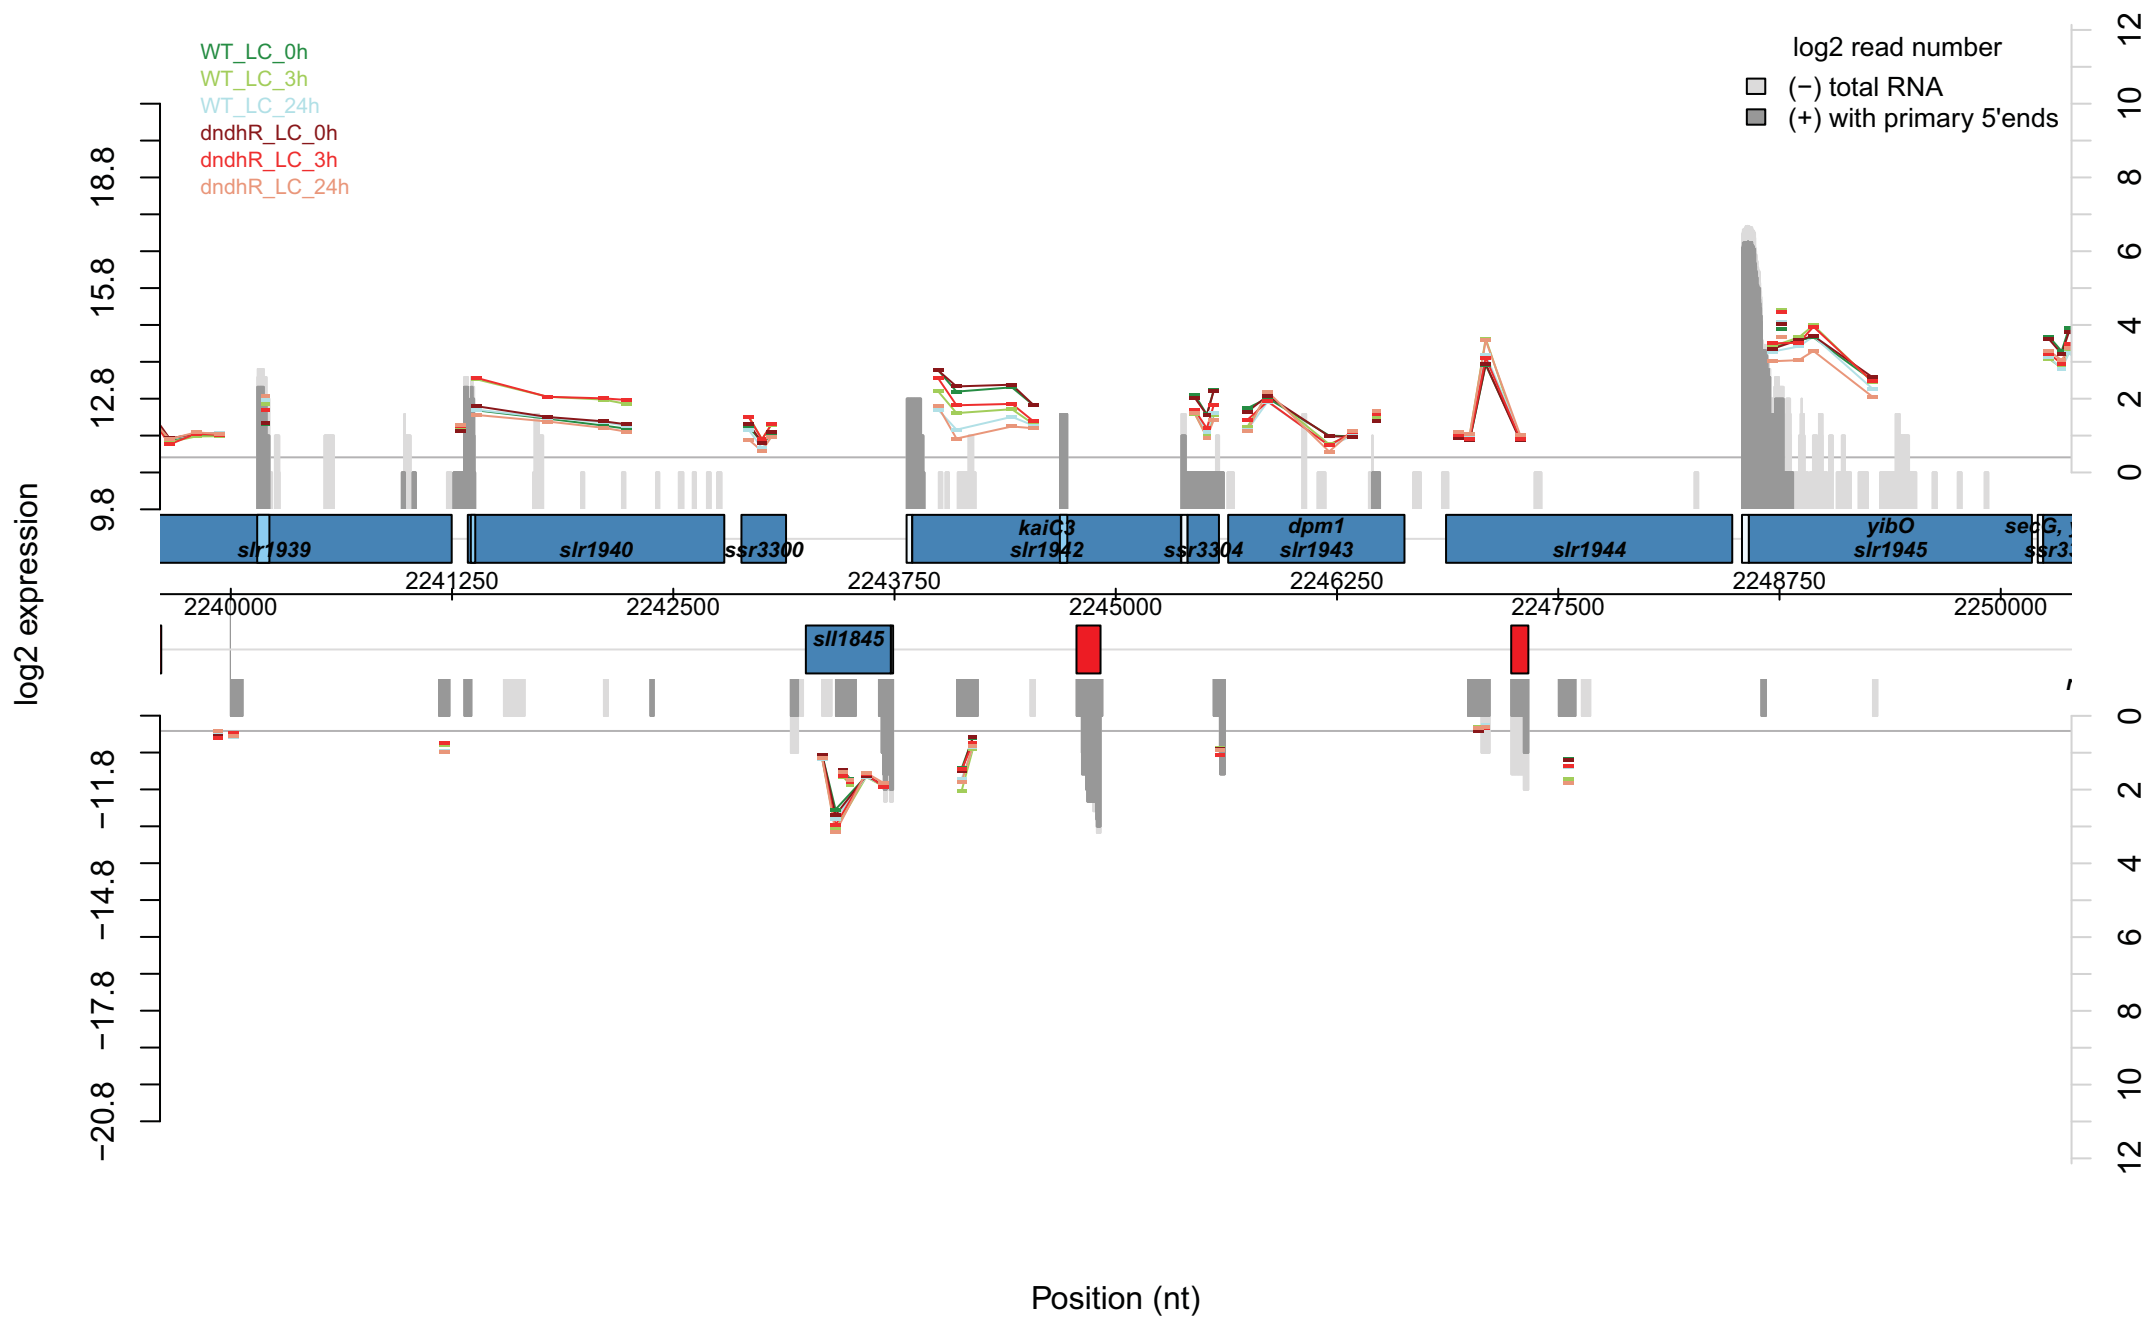 WT_LC_0h
WT_LC_3h
WT_LC_24h
dndhR_LC_0h
dndhR_LC_3h
dndhR_LC_24h
log2 read number
(−) total RNA
(+) with primary 5'ends
log2 expression
18.8
15.8
12.8
9.8
12
10
8
6
4
2
0
kaiC3
dpm1
yibO
secG, y
slr1939
slr1940
ssr3300
slr1942
ssr3304
slr1943
slr1944
slr1945
ssr33
2241250
2243750
2246250
2248750
2240000
2242500
2245000
2247500
2250000
sll1845
−11.8
−14.8
−17.8
−20.8
0
2
4
6
8
10
12
Position (nt)